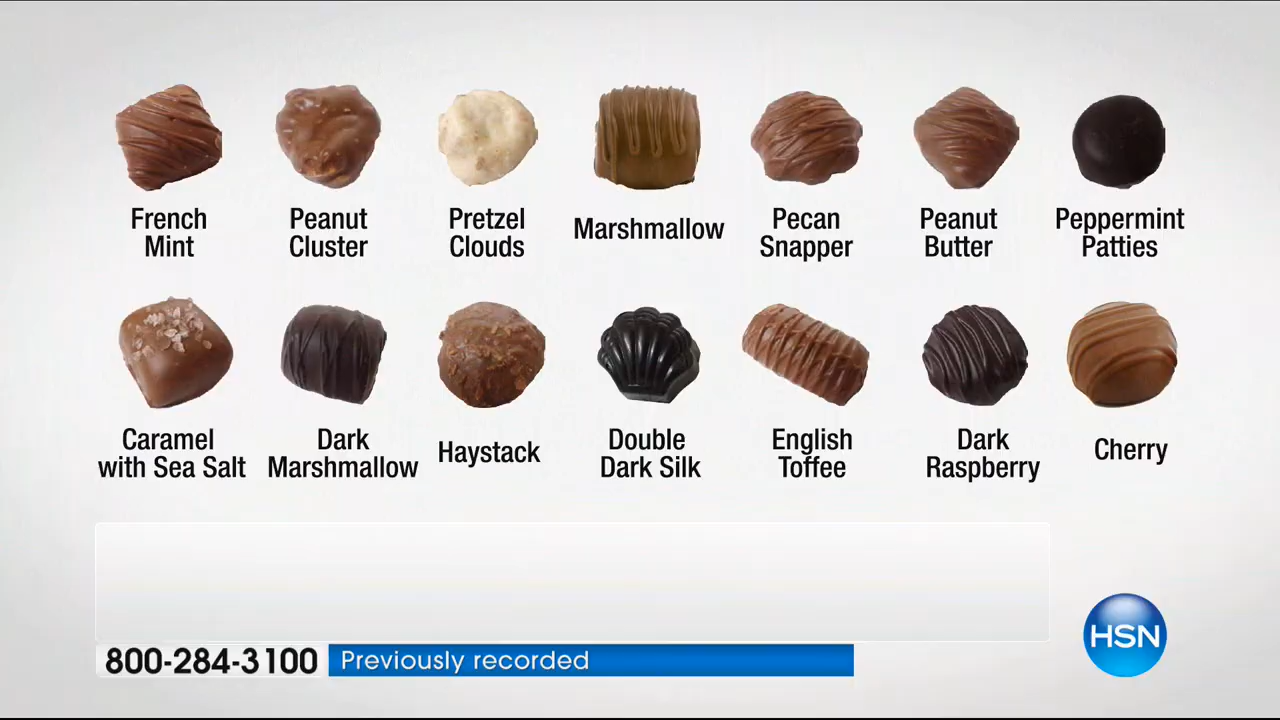 French
Mint
Peanut
Cluster
Pretzel
Clouds
Marshmallow
Pecan
Snapper
Peanut
Butter
Peppermint
Patties
Caramel
with Sea Salt
Dark
Marshmallow
Haystack
Double
Dark Silk
English
Toffee
Dark
Raspberry
Cherry
800-284-3100
Previously recorded
HSN